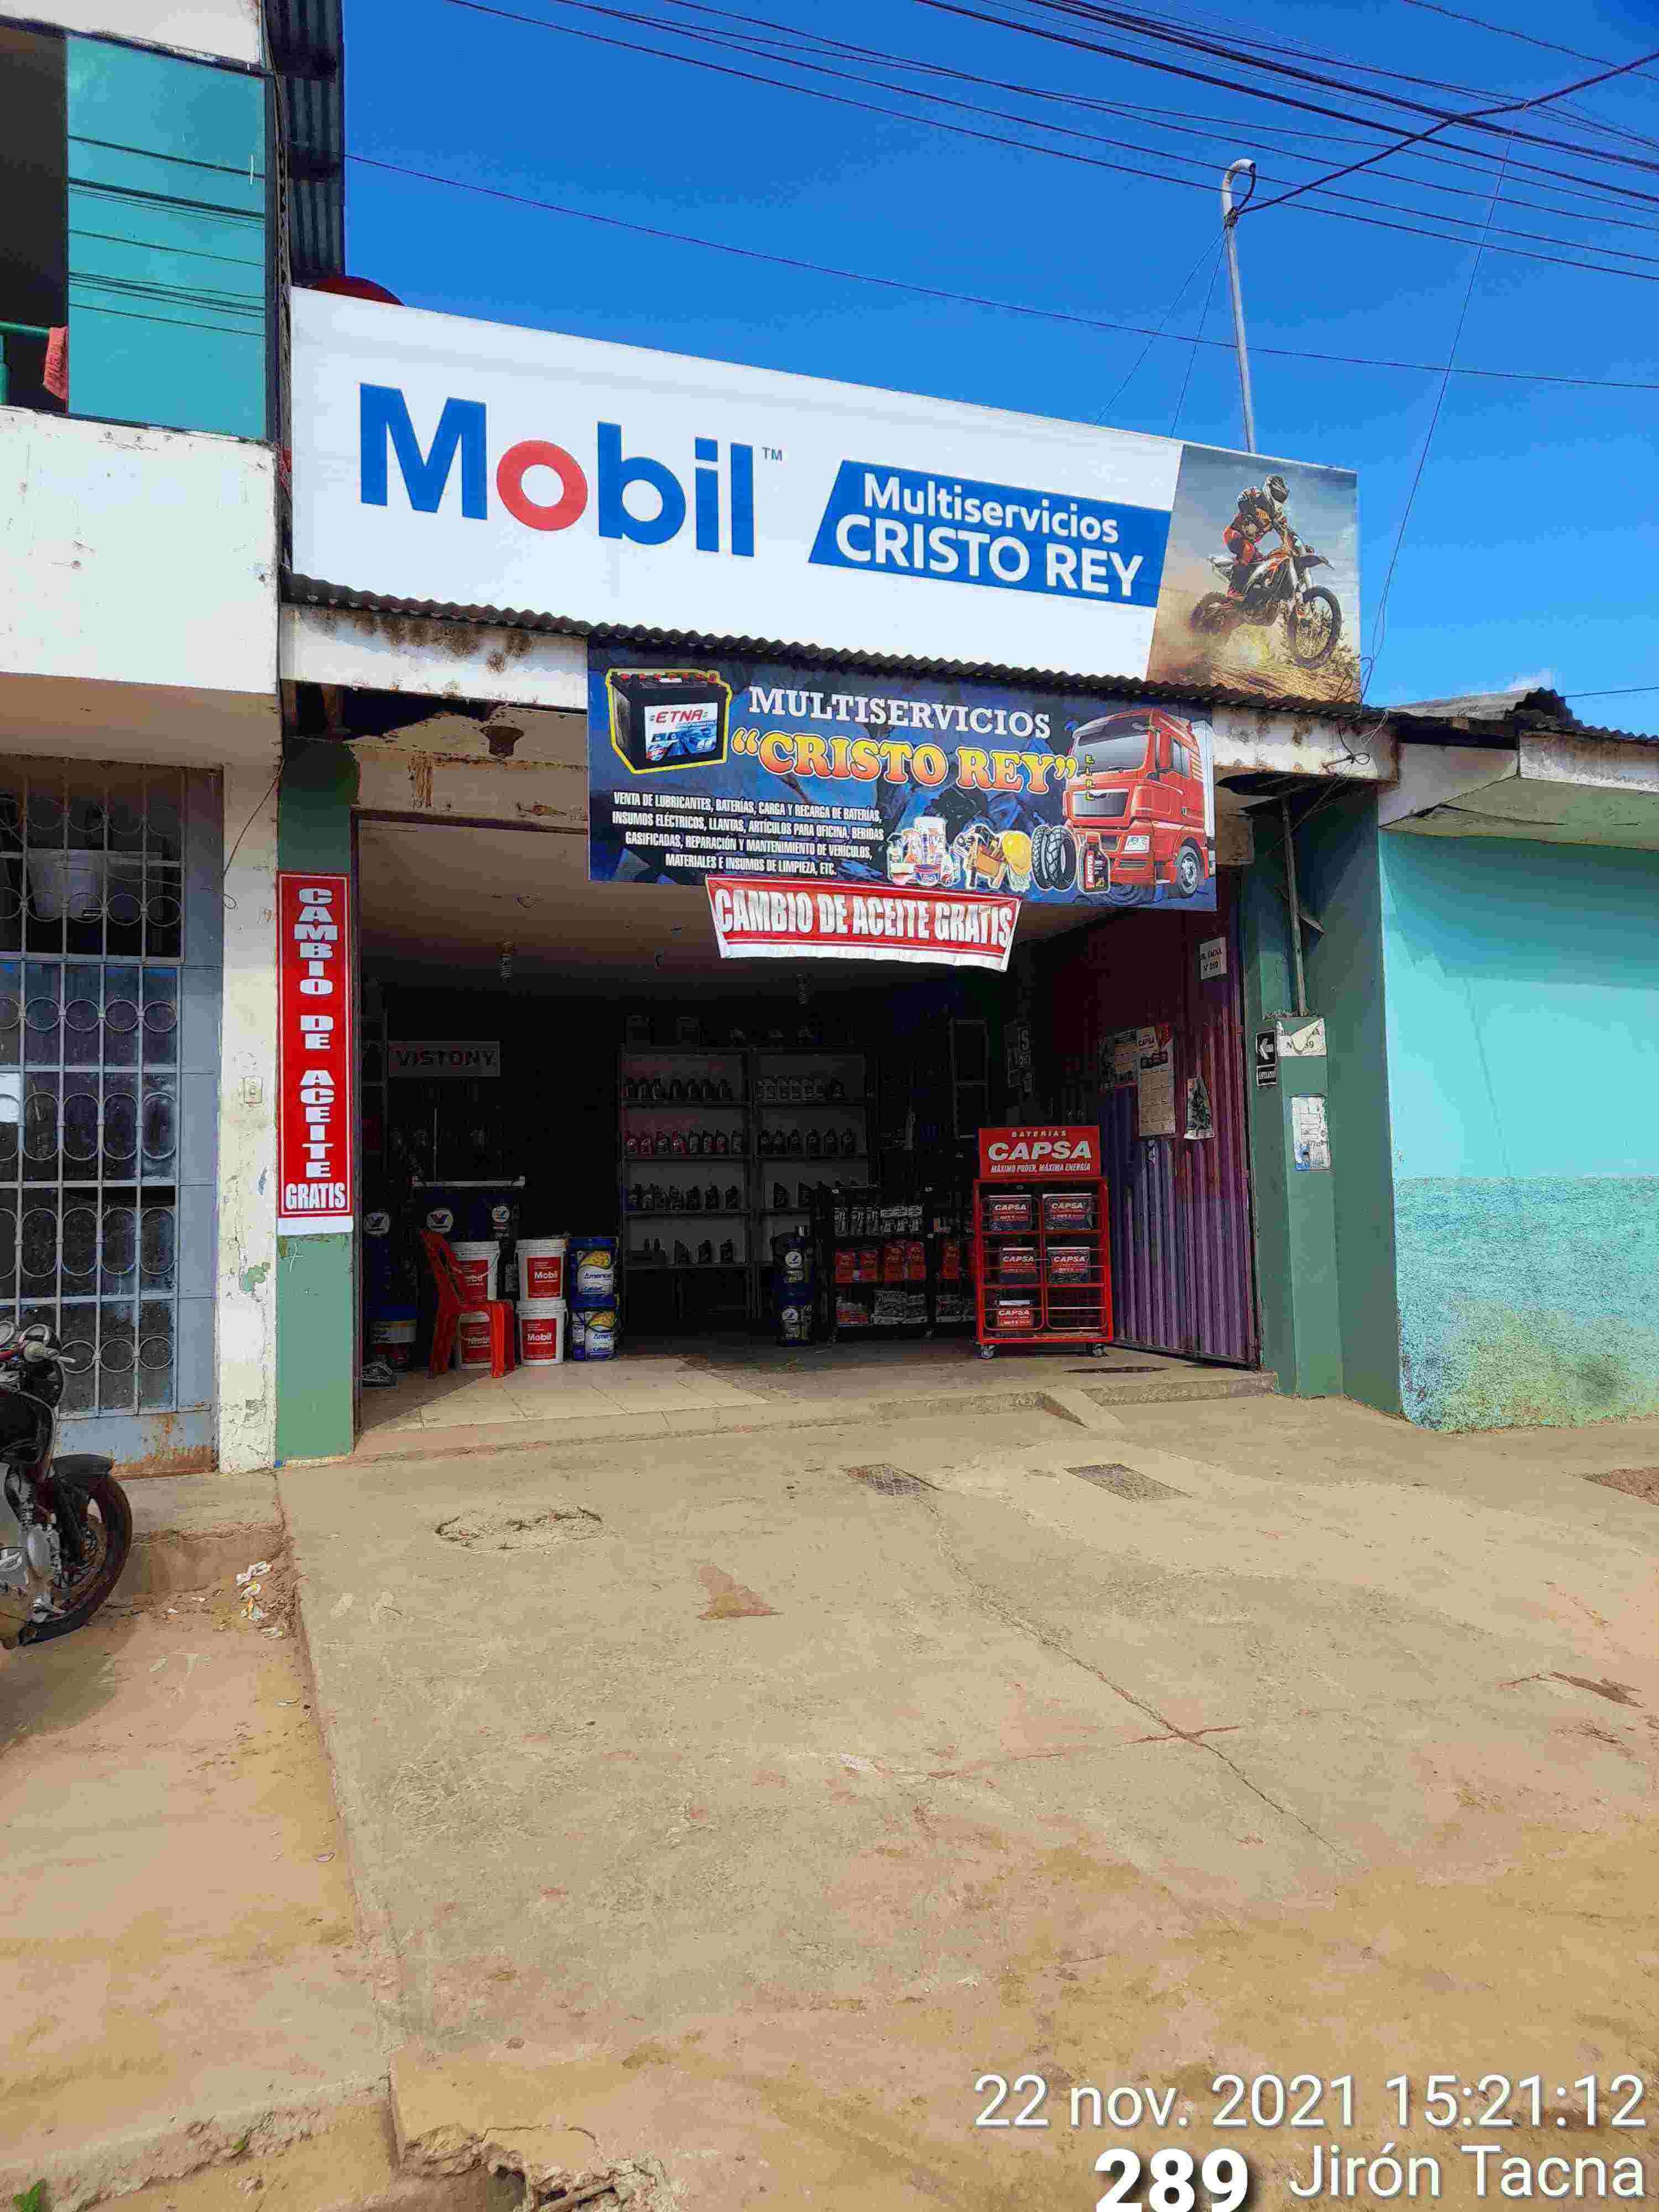 Mobil™
Multiservicios
CRISTO REY
ETNA
MULTISERVICIOS
“CRISTO REY”
E.I.R.L.
VENTA DE LUBRICANTES, BATERÍAS, CARGA Y RECARGA DE BATERÍAS,
INSUMOS ELÉCTRICOS, LLANTAS, ARTÍCULOS PARA OFICINA, BEBIDAS
GASIFICADAS, REPARACIÓN Y MANTENIMIENTO DE VEHÍCULOS,
MATERIALES E INSUMOS DE LIMPIEZA, ETC.
CAMBIO DE ACEITE GRATIS
CAMBIO DE ACEITE
GRATIS
VISTONY
BATERÍAS
CAPSA
MÁXIMO PODER, MÁXIMA ENERGÍA
CAPSA
CAPSA
CAPSA
CAPSA
CAPSA
CAPSA
Mobil
Mobil
22 nov. 2021 15:21:12
289 Jirón Tacna